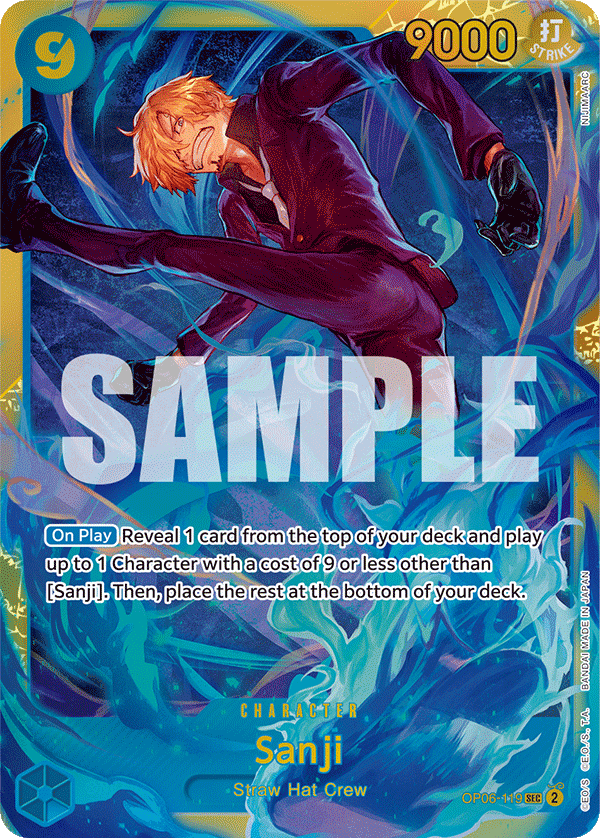 9
9000
打
STRIKE
NIJIMAARC
SAMPLE
On Play Reveal 1 card from the top of your deck and play
up to 1 Character with a cost of 9 or less other than
[Sanji]. Then, place the rest at the bottom of your deck.
CHARACTER
Sanji
Straw Hat Crew
OP06-119 SEC 2
©E.O/S ©E.O./S., T.A. BANDAI MADE IN JAPAN